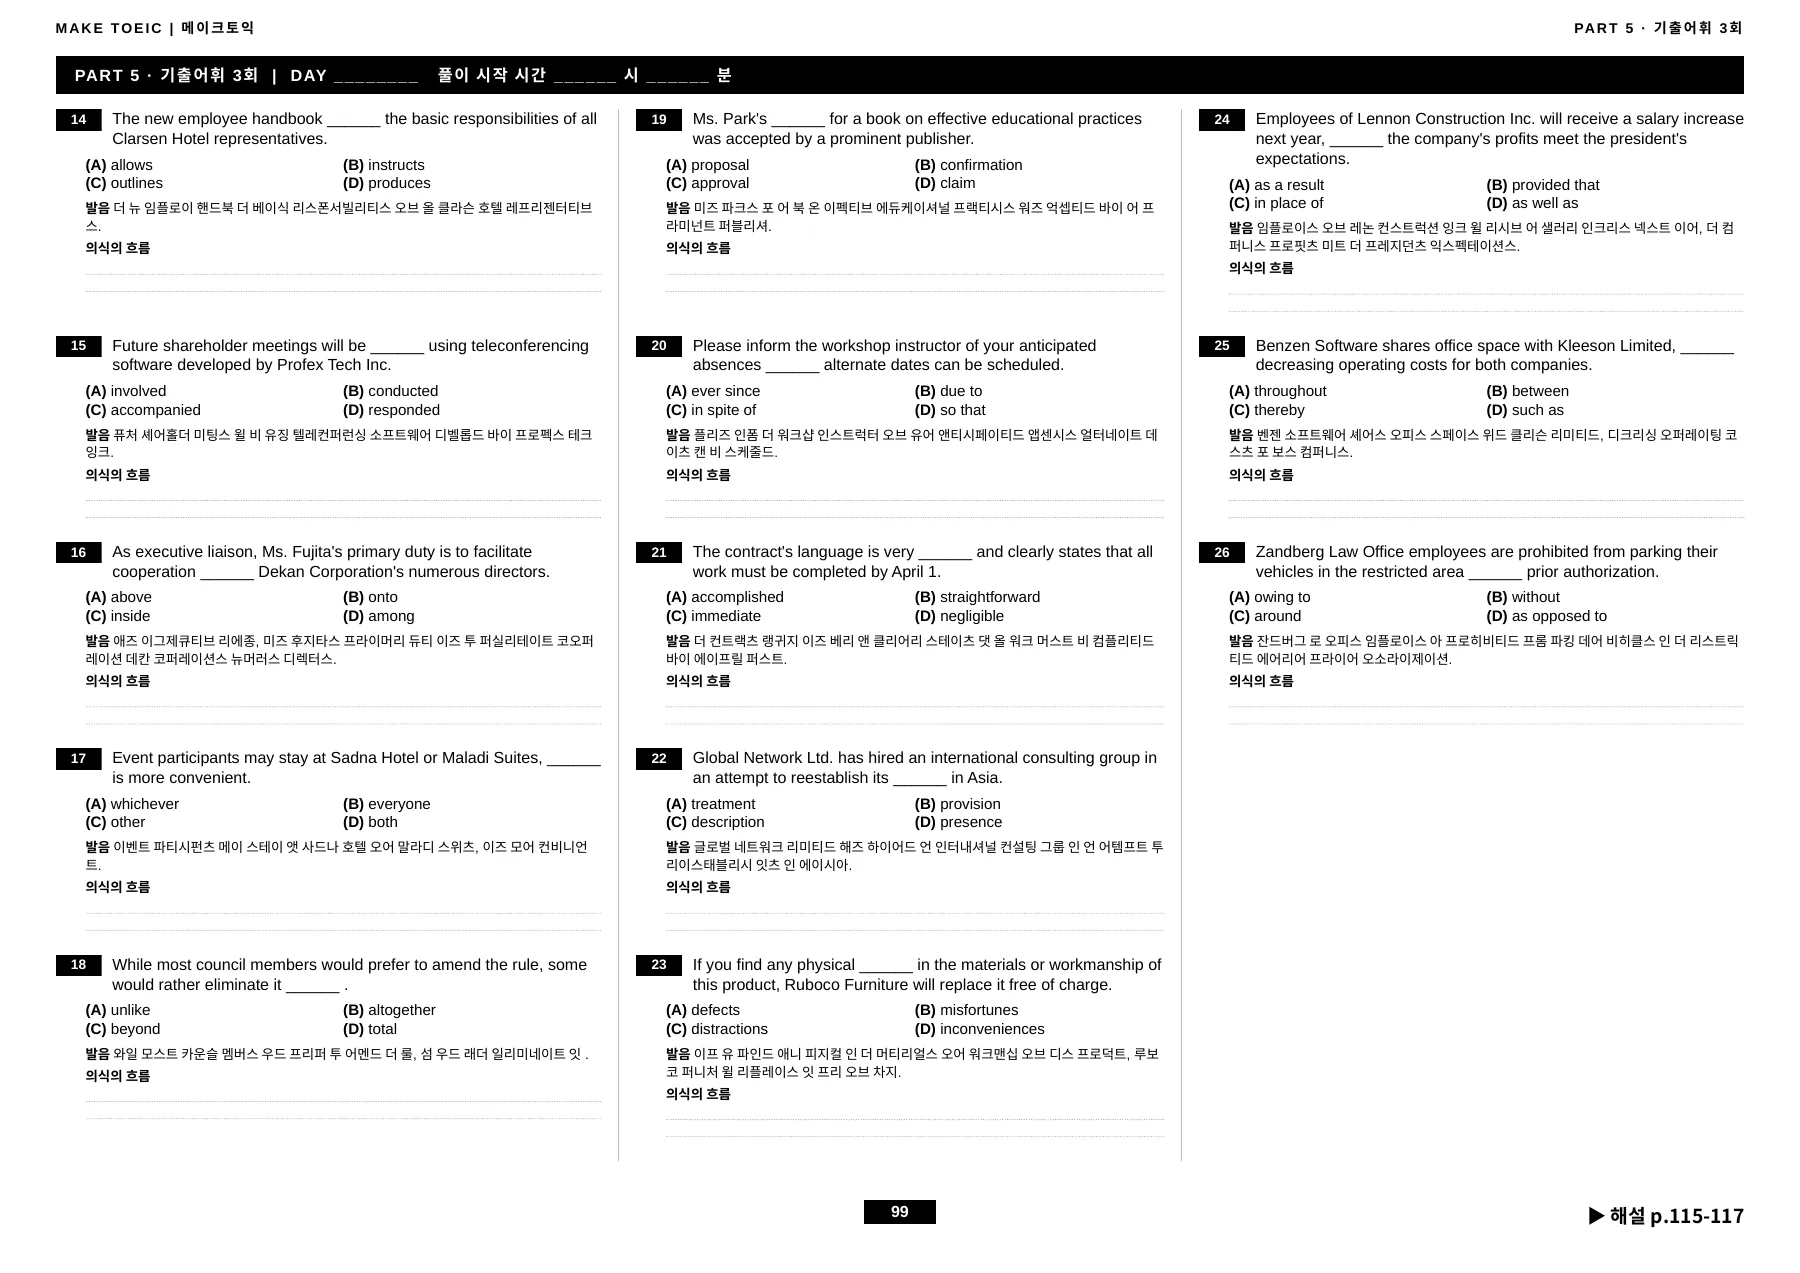 MAKE TOEIC | 메이크토익
PART 5 · 기출어휘 3회
PART 5 · 기출어휘 3회 | DAY ________ 풀이 시작 시간 ______ 시 ______ 분
14 The new employee handbook ______ the basic responsibilities of all
Clarsen Hotel representatives.
(A) allows (B) instructs
(C) outlines (D) produces
발음 더 뉴 임플로이 핸드북 더 베이식 리스폰서빌리티스 오브 올 클라슨 호텔 레프리젠터티브
스.
의식의 흐름
15 Future shareholder meetings will be ______ using teleconferencing
software developed by Profex Tech Inc.
(A) involved (B) conducted
(C) accompanied (D) responded
발음 퓨처 셰어홀더 미팅스 윌 비 유징 텔레컨퍼런싱 소프트웨어 디벨롭드 바이 프로펙스 테크
잉크.
의식의 흐름
16 As executive liaison, Ms. Fujita's primary duty is to facilitate
cooperation ______ Dekan Corporation's numerous directors.
(A) above (B) onto
(C) inside (D) among
발음 애즈 이그제큐티브 리에종, 미즈 후지타스 프라이머리 듀티 이즈 투 퍼실리테이트 코오퍼
레이션 데칸 코퍼레이션스 뉴머러스 디렉터스.
의식의 흐름
17 Event participants may stay at Sadna Hotel or Maladi Suites, ______
is more convenient.
(A) whichever (B) everyone
(C) other (D) both
발음 이벤트 파티시펀츠 메이 스테이 앳 사드나 호텔 오어 말라디 스위츠, 이즈 모어 컨비니언
트.
의식의 흐름
18 While most council members would prefer to amend the rule, some
would rather eliminate it ______ .
(A) unlike (B) altogether
(C) beyond (D) total
발음 와일 모스트 카운슬 멤버스 우드 프리퍼 투 어멘드 더 룰, 섬 우드 래더 일리미네이트 잇 .
의식의 흐름
19 Ms. Park's ______ for a book on effective educational practices
was accepted by a prominent publisher.
(A) proposal (B) confirmation
(C) approval (D) claim
발음 미즈 파크스 포 어 북 온 이펙티브 에듀케이셔널 프랙티시스 워즈 억셉티드 바이 어 프
라미넌트 퍼블리셔.
의식의 흐름
20 Please inform the workshop instructor of your anticipated
absences ______ alternate dates can be scheduled.
(A) ever since (B) due to
(C) in spite of (D) so that
발음 플리즈 인폼 더 워크샵 인스트럭터 오브 유어 앤티시페이티드 앱센시스 얼터네이트 데
이츠 캔 비 스케줄드.
의식의 흐름
21 The contract's language is very ______ and clearly states that all
work must be completed by April 1.
(A) accomplished (B) straightforward
(C) immediate (D) negligible
발음 더 컨트랙츠 랭귀지 이즈 베리 앤 클리어리 스테이츠 댓 올 워크 머스트 비 컴플리티드
바이 에이프릴 퍼스트.
의식의 흐름
22 Global Network Ltd. has hired an international consulting group in
an attempt to reestablish its ______ in Asia.
(A) treatment (B) provision
(C) description (D) presence
발음 글로벌 네트워크 리미티드 해즈 하이어드 언 인터내셔널 컨설팅 그룹 인 언 어템프트 투
리이스태블리시 잇츠 인 에이시아.
의식의 흐름
23 If you find any physical ______ in the materials or workmanship of
this product, Ruboco Furniture will replace it free of charge.
(A) defects (B) misfortunes
(C) distractions (D) inconveniences
발음 이프 유 파인드 애니 피지컬 인 더 머티리얼스 오어 워크맨십 오브 디스 프로덕트, 루보
코 퍼니처 윌 리플레이스 잇 프리 오브 차지.
의식의 흐름
24 Employees of Lennon Construction Inc. will receive a salary increase
next year, ______ the company's profits meet the president's
expectations.
(A) as a result (B) provided that
(C) in place of (D) as well as
발음 임플로이스 오브 레논 컨스트럭션 잉크 윌 리시브 어 샐러리 인크리스 넥스트 이어, 더 컴
퍼니스 프로핏츠 미트 더 프레지던츠 익스펙테이션스.
의식의 흐름
25 Benzen Software shares office space with Kleeson Limited, ______
decreasing operating costs for both companies.
(A) throughout (B) between
(C) thereby (D) such as
발음 벤젠 소프트웨어 셰어스 오피스 스페이스 위드 클리슨 리미티드, 디크리싱 오퍼레이팅 코
스츠 포 보스 컴퍼니스.
의식의 흐름
26 Zandberg Law Office employees are prohibited from parking their
vehicles in the restricted area ______ prior authorization.
(A) owing to (B) without
(C) around (D) as opposed to
발음 잔드버그 로 오피스 임플로이스 아 프로히비티드 프롬 파킹 데어 비히클스 인 더 리스트릭
티드 에어리어 프라이어 오소라이제이션.
의식의 흐름
99
▶ 해설 p.115-117